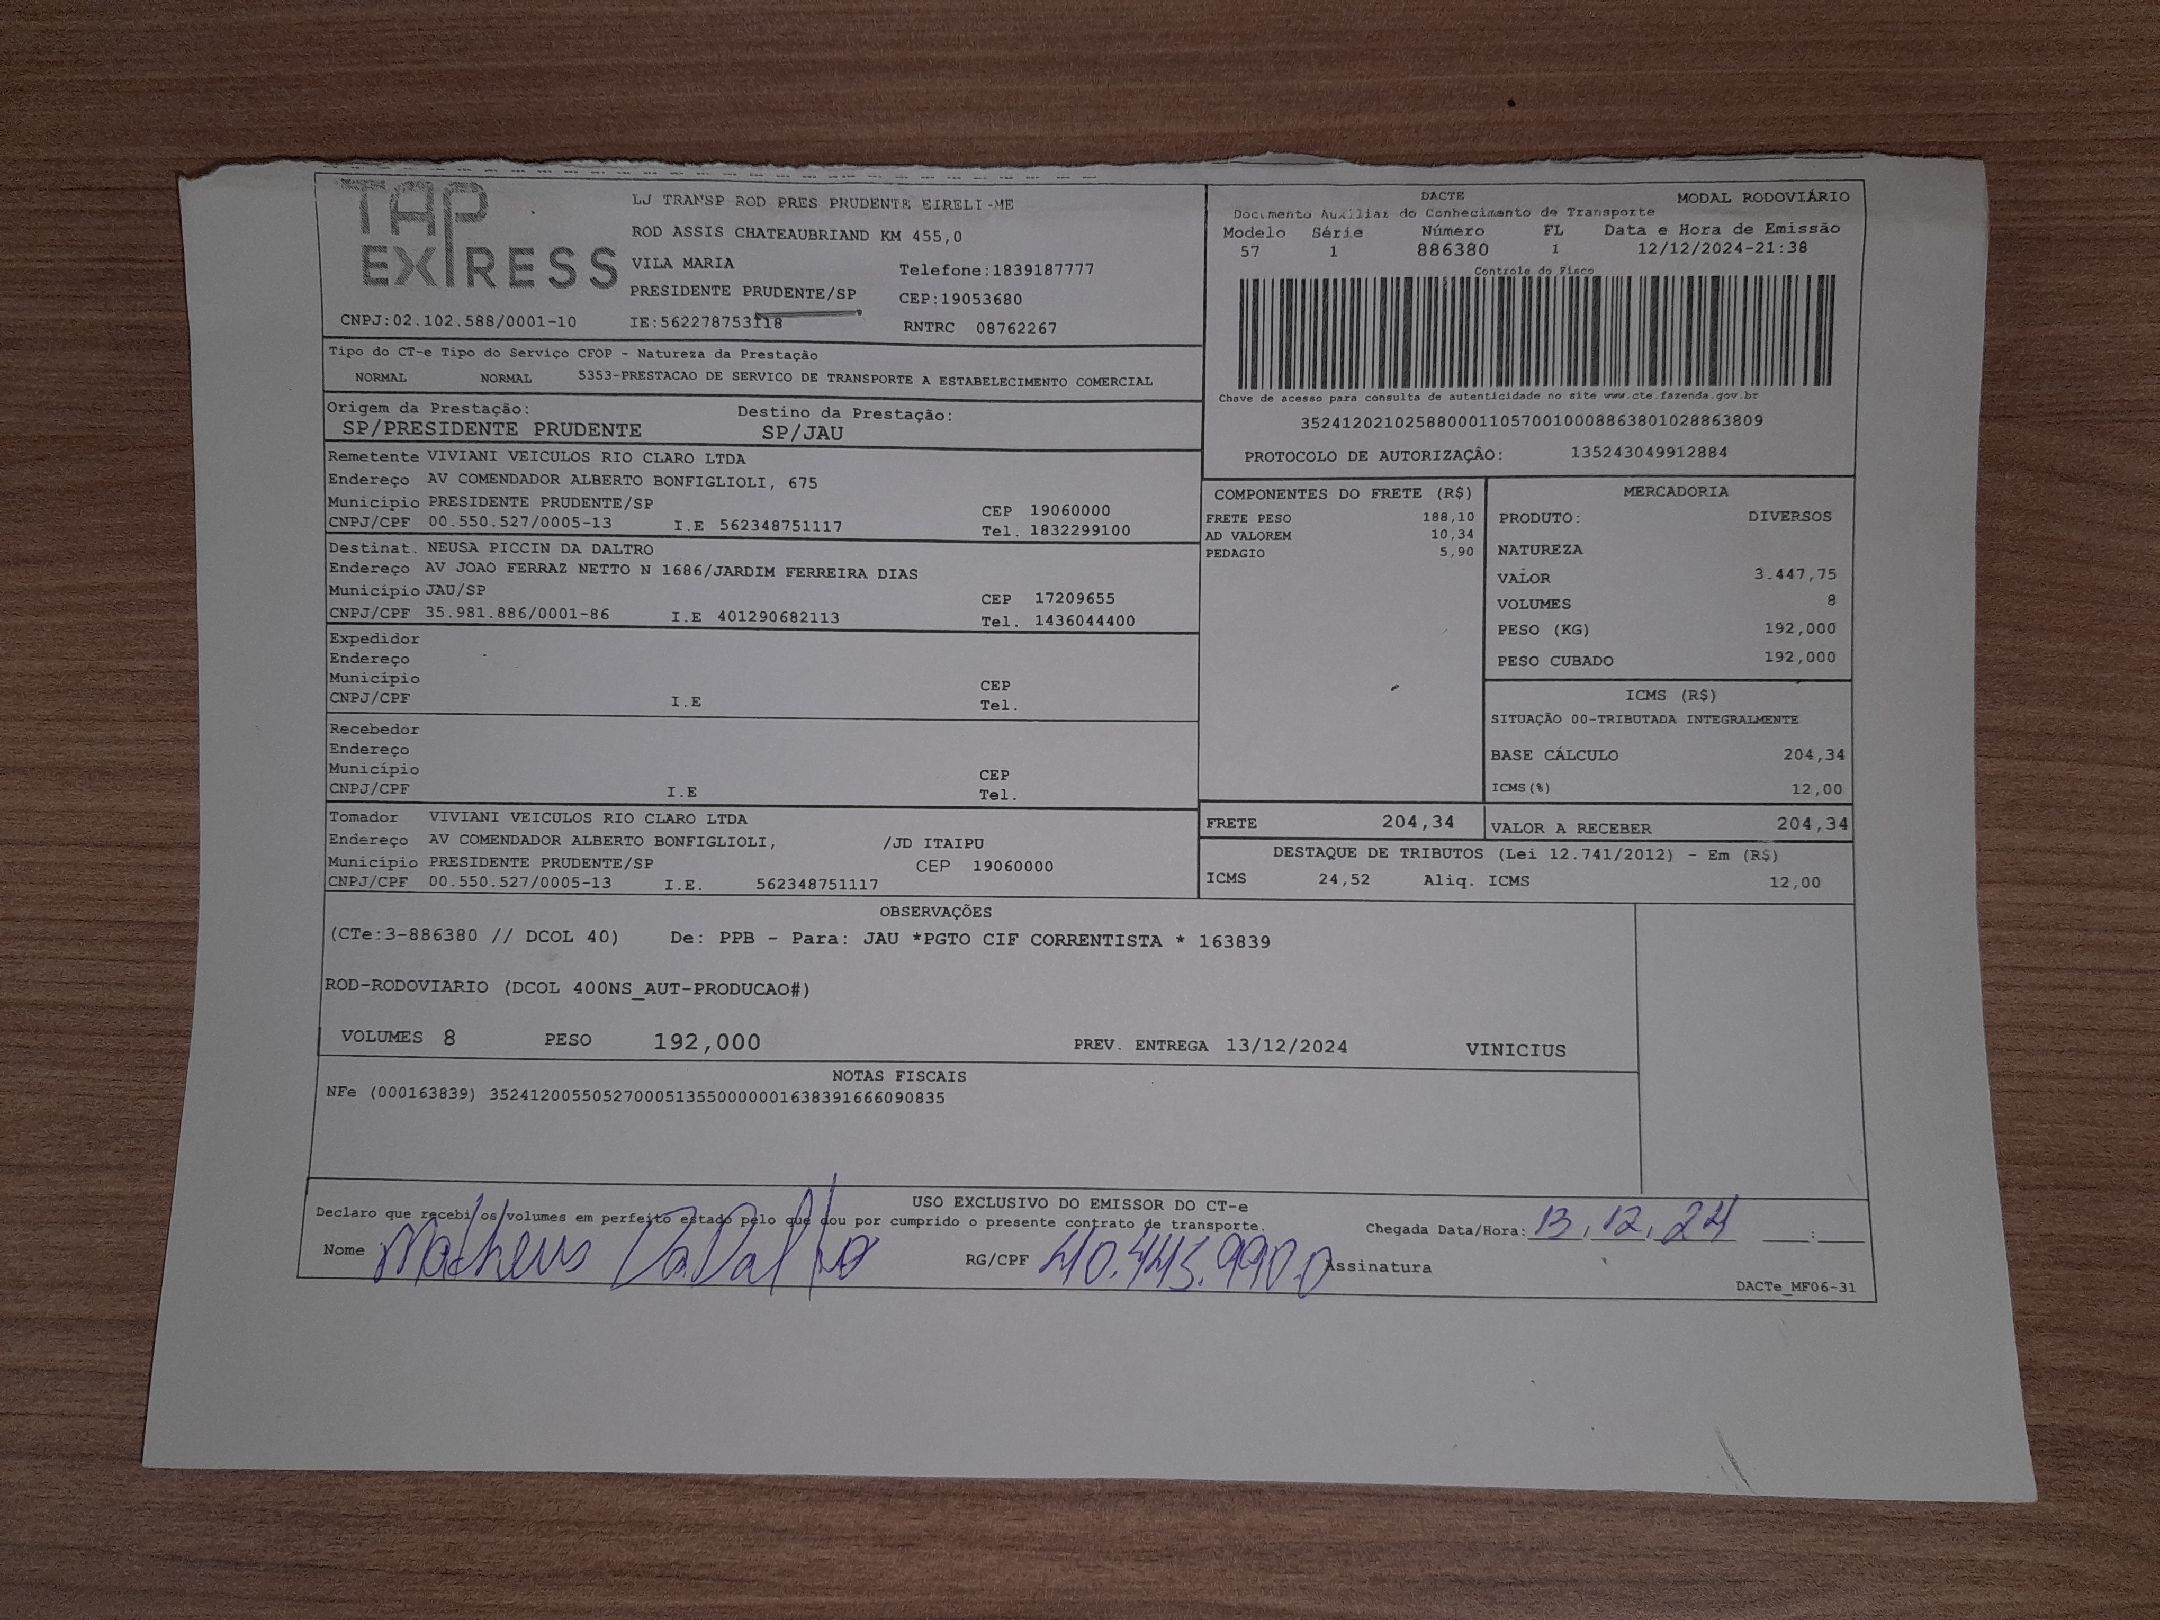 TAP EXPRESS
LJ TRANSP ROD PRES PRUDENTE EIRELI-ME
ROD ASSIS CHATEAUBRIAND KM 455,0
VILA MARIA Telefone:1839187777
PRESIDENTE PRUDENTE/SP CEP:19053680
CNPJ:02.102.588/0001-10 IE:562278753118 RNTRC 08762267
DACTE MODAL RODOVIÁRIO
Documento Auxiliar do Conhecimento de Transporte
Modelo Série Número FL Data e Hora de Emissão
57 1 886380 1 12/12/2024-21:38
Controle do Fisco
Chave de acesso para consulta de autenticidade no site www.cte.fazenda.gov.br
35241202102588000110570010008863801028863809
PROTOCOLO DE AUTORIZAÇÃO: 135243049912884
Tipo do CT-e Tipo do Serviço CFOP - Natureza da Prestação
NORMAL NORMAL 5353-PRESTACAO DE SERVICO DE TRANSPORTE A ESTABELECIMENTO COMERCIAL
Origem da Prestação: Destino da Prestação:
SP/PRESIDENTE PRUDENTE SP/JAU
Remetente VIVIANI VEICULOS RIO CLARO LTDA
Endereço AV COMENDADOR ALBERTO BONFIGLIOLI, 675
Município PRESIDENTE PRUDENTE/SP CEP 19060000
CNPJ/CPF 00.550.527/0005-13 I.E 562348751117 Tel. 1832299100
Destinat. NEUSA PICCIN DA DALTRO
Endereço AV JOAO FERRAZ NETTO N 1686/JARDIM FERREIRA DIAS
Município JAU/SP CEP 17209655
CNPJ/CPF 35.981.886/0001-86 I.E 401290682113 Tel. 1436044400
Expedidor
Endereço
Município CEP
CNPJ/CPF I.E Tel.
Recebedor
Endereço
Município CEP
CNPJ/CPF I.E Tel.
Tomador VIVIANI VEICULOS RIO CLARO LTDA
Endereço AV COMENDADOR ALBERTO BONFIGLIOLI, /JD ITAIPU
Município PRESIDENTE PRUDENTE/SP CEP 19060000
CNPJ/CPF 00.550.527/0005-13 I.E. 562348751117
COMPONENTES DO FRETE (R$)
FRETE PESO 188,10
AD VALOREM 10,34
PEDAGIO 5,90
MERCADORIA
PRODUTO: DIVERSOS
NATUREZA
VALOR 3.447,75
VOLUMES 8
PESO (KG) 192,000
PESO CUBADO 192,000
ICMS (R$)
SITUAÇÃO 00-TRIBUTADA INTEGRALMENTE
BASE CÁLCULO 204,34
ICMS(%) 12,00
FRETE 204,34 VALOR A RECEBER 204,34
DESTAQUE DE TRIBUTOS (Lei 12.741/2012) - Em (R$)
ICMS 24,52 Aliq. ICMS 12,00
OBSERVAÇÕES
(CTe:3-886380 // DCOL 40) De: PPB - Para: JAU *PGTO CIF CORRENTISTA * 163839
ROD-RODOVIARIO (DCOL 400NS_AUT-PRODUCAO#)
VOLUMES 8 PESO 192,000 PREV. ENTREGA 13/12/2024 VINICIUS
NOTAS FISCAIS
NFe (000163839) 35241200550527000513550000001638391666090835
USO EXCLUSIVO DO EMISSOR DO CT-e
Declaro que recebi os volumes em perfeito estado pelo que dou por cumprido o presente contrato de transporte. Chegada Data/Hora: 13.12.24 __:__
Nome Matheus RG/CPF 40.443.990.0 Assinatura
DACTe_MF06-31